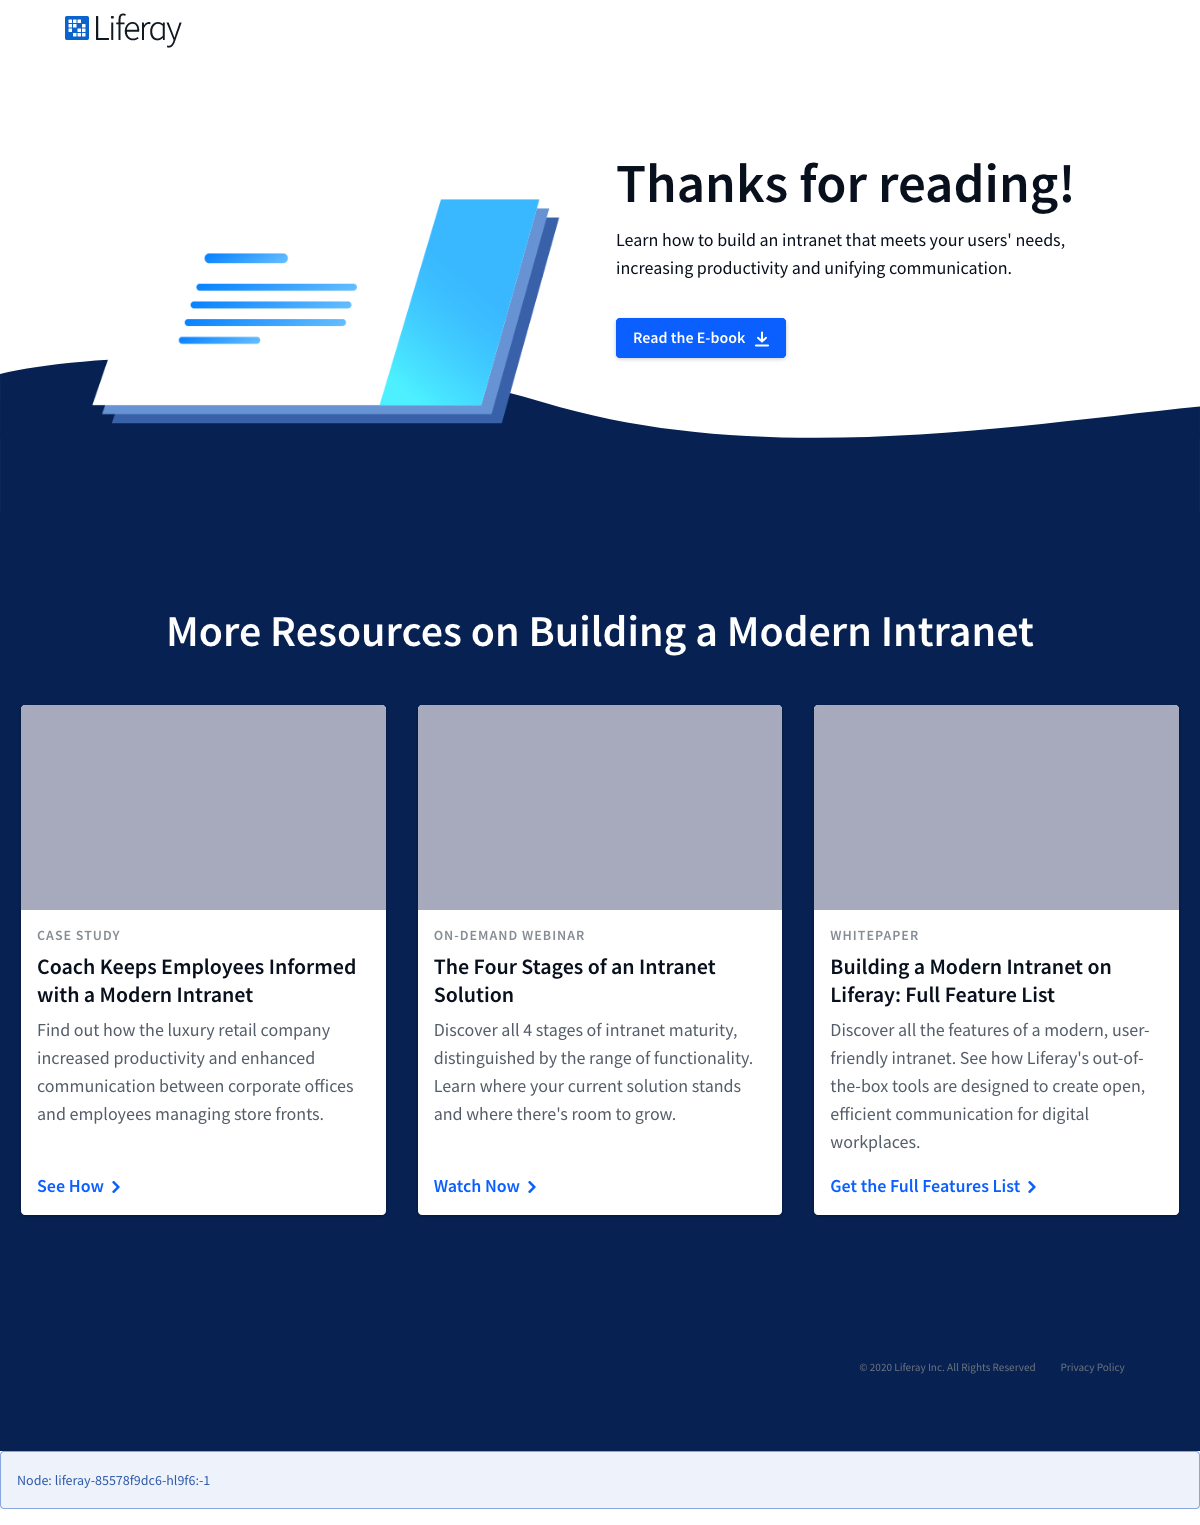 Liferay
Thanks for reading!
Learn how to build an intranet that meets your users' needs,
increasing productivity and unifying communication.
Read the E-book
More Resources on Building a Modern Intranet
CASE STUDY
Coach Keeps Employees Informed
with a Modern Intranet
Find out how the luxury retail company
increased productivity and enhanced
communication between corporate offices
and employees managing store fronts.
See How
ON-DEMAND WEBINAR
The Four Stages of an Intranet
Solution
Discover all 4 stages of intranet maturity,
distinguished by the range of functionality.
Learn where your current solution stands
and where there's room to grow.
Watch Now
WHITEPAPER
Building a Modern Intranet on
Liferay: Full Feature List
Discover all the features of a modern, user-
friendly intranet. See how Liferay's out-of-
the-box tools are designed to create open,
efficient communication for digital
workplaces.
Get the Full Features List
© 2020 Liferay Inc. All Rights Reserved Privacy Policy
Node: liferay-85578f9dc6-hl9f6:-1